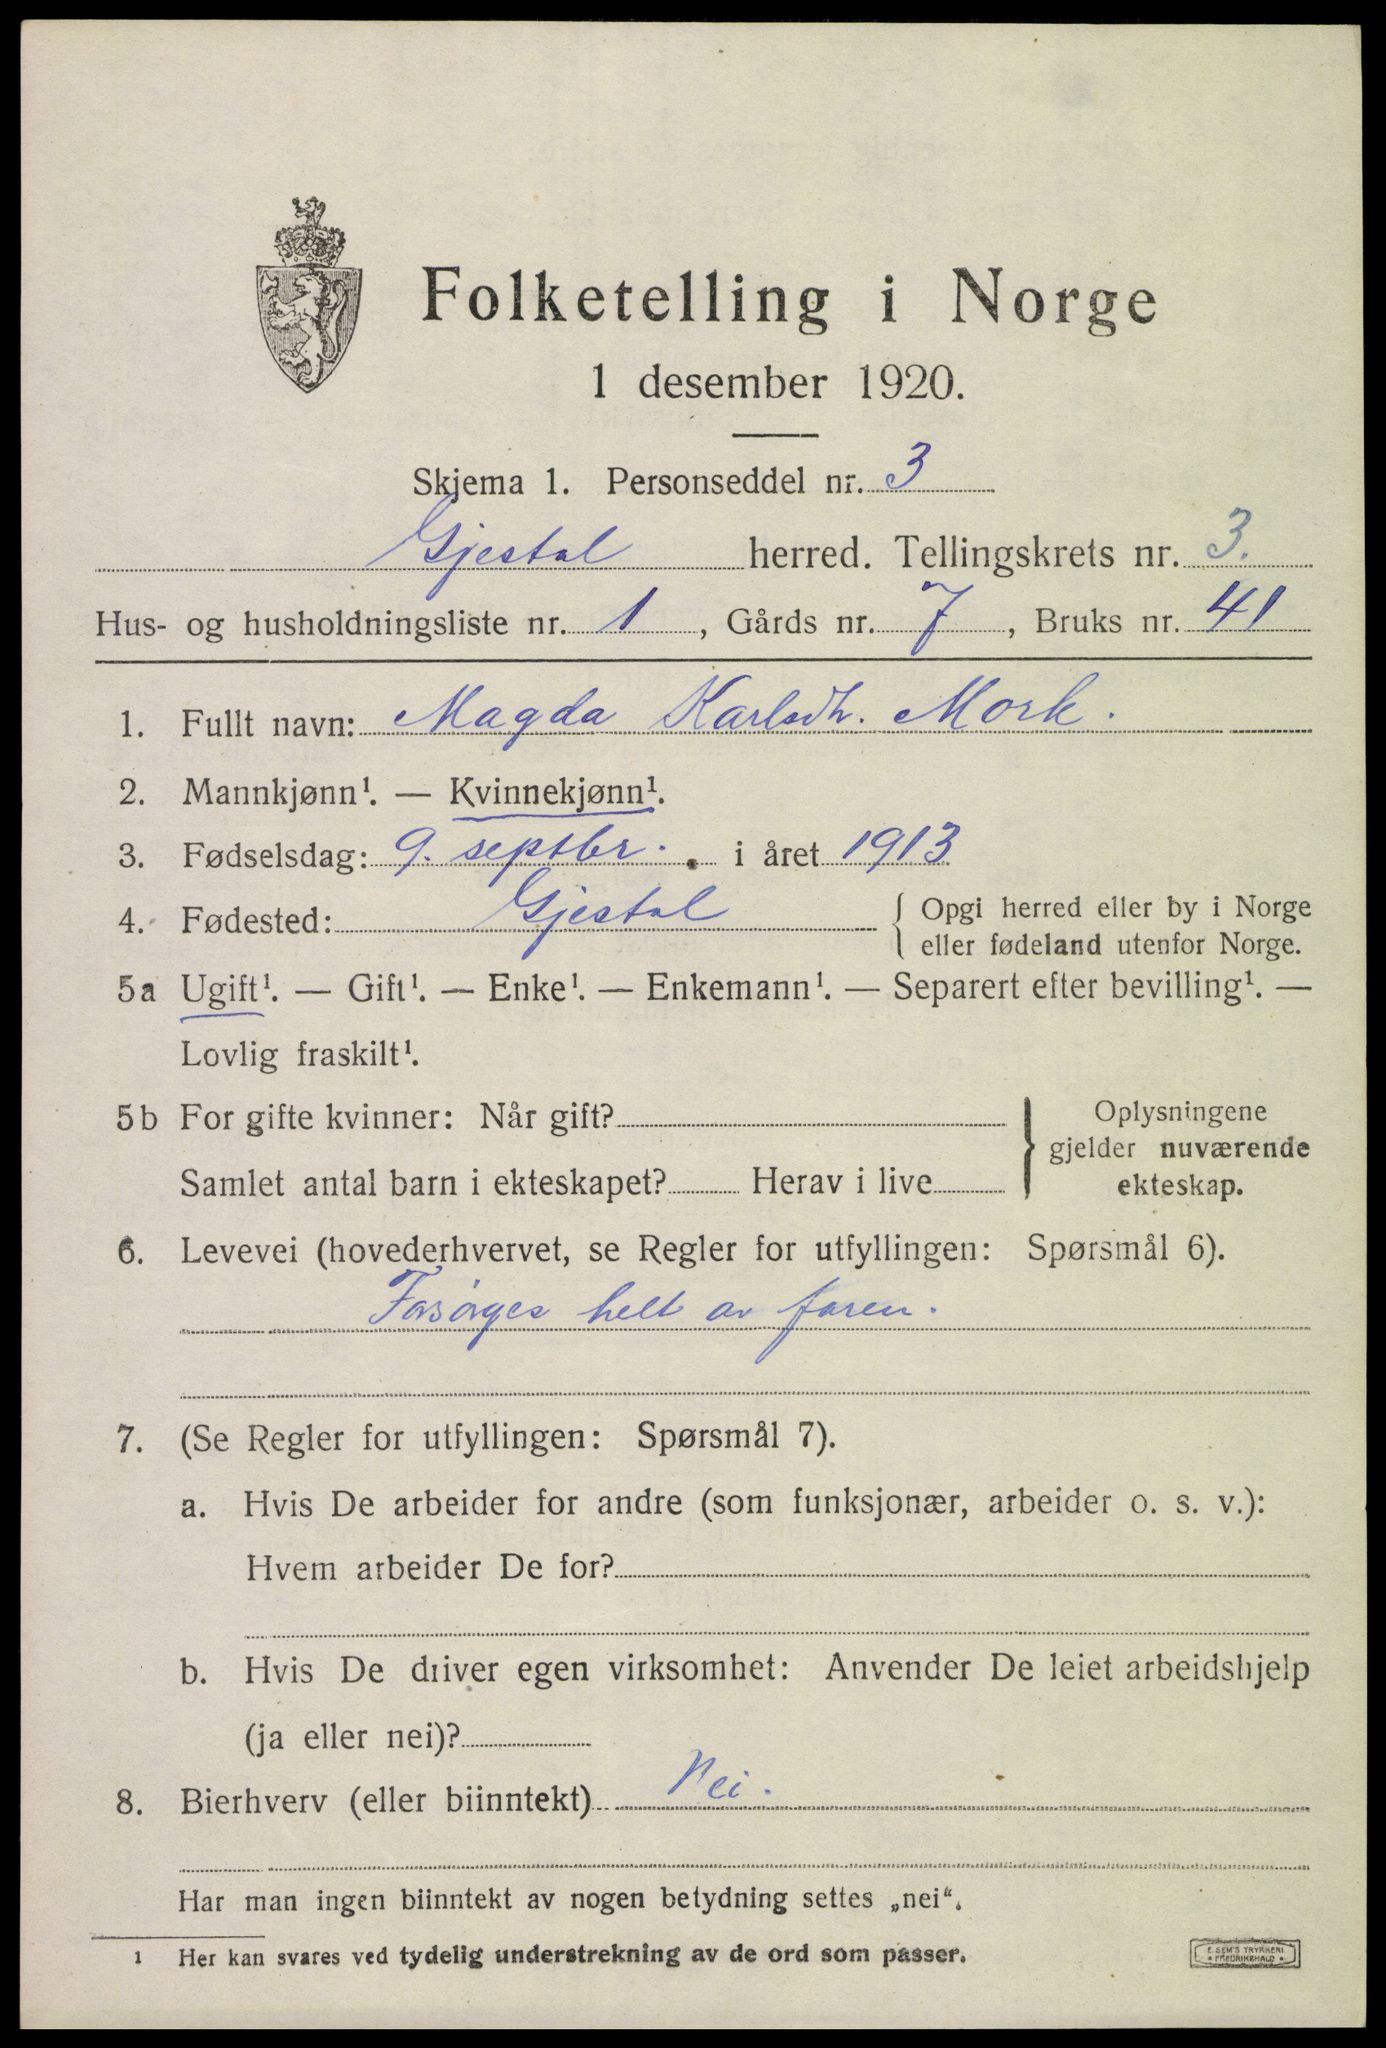 Folketelling i Norge
1 desember 1920.
Skjema 1. Personseddel nr. 3
Gjestal herred. Tellingskrets nr. 3.
Hus- og husholdningsliste nr. 1, Gårds nr. 7, Bruks nr. 41
1. Fullt navn: Magda Karlsdtr. Mork.
2. Mannkjønn¹. — Kvinnekjønn¹.
3. Fødselsdag: 9. septbr. i året 1913
4. Fødested: Gjestal { Opgi herred eller by i Norge
eller fødeland utenfor Norge.
5a Ugift¹. — Gift¹. — Enke¹. — Enkemann¹. — Separert efter bevilling¹. —
Lovlig fraskilt¹.
5b For gifte kvinner: Når gift? } Oplysningene
gjelder nuværende
Samlet antal barn i ekteskapet? Herav i live ekteskap.
6. Levevei (hovederhvervet, se Regler for utfyllingen: Spørsmål 6).
Forsørges helt av faren.
7. (Se Regler for utfyllingen: Spørsmål 7).
a. Hvis De arbeider for andre (som funksjonær, arbeider o. s. v.):
Hvem arbeider De for?
b. Hvis De driver egen virksomhet: Anvender De leiet arbeidshjelp
(ja eller nei)?
8. Bierhverv (eller biinntekt) Nei.
Har man ingen biinntekt av nogen betydning settes „nei“.
1 Her kan svares ved tydelig understrekning av de ord som passer.
E. SEM'S TRYKKERI
• FREDRIKSHALD •